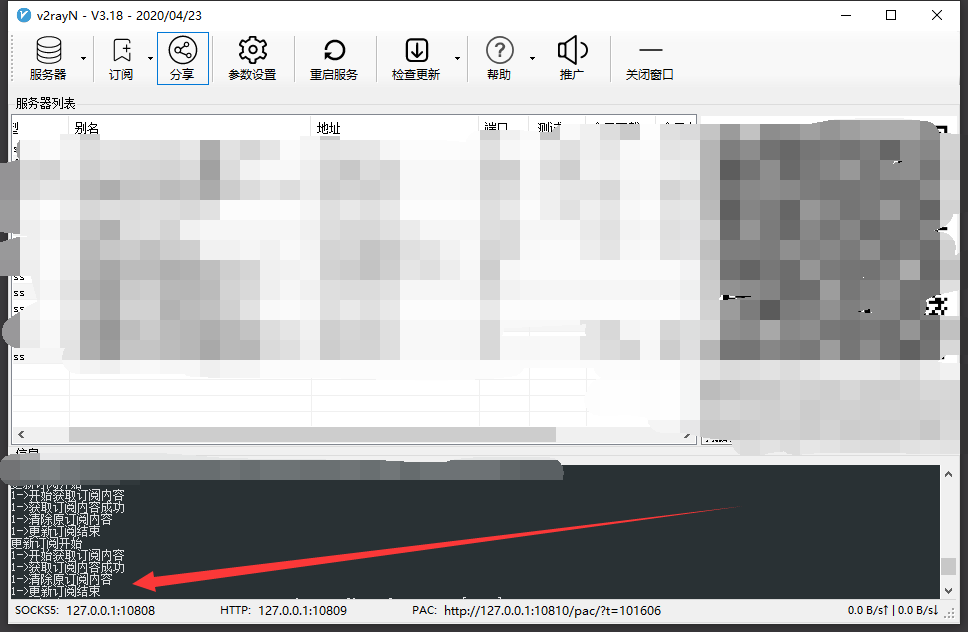 v2rayN - V3.18 - 2020/04/23
服务器 订阅 分享 参数设置 重启服务 检查更新 帮助 推广 关闭窗口
服务器列表
别名 地址 端口 测试
ss
ss
ss
ss
信息
更新订阅开始
1->开始获取订阅内容
1->获取订阅内容成功
1->清除原订阅内容
1->更新订阅结束
更新订阅开始
1->开始获取订阅内容
1->获取订阅内容成功
1->清除原订阅内容
1->更新订阅结束
SOCKS5: 127.0.0.1:10808 HTTP: 127.0.0.1:10809 PAC: http://127.0.0.1:10810/pac/?t=101606 0.0 B/s↑ | 0.0 B/s↓